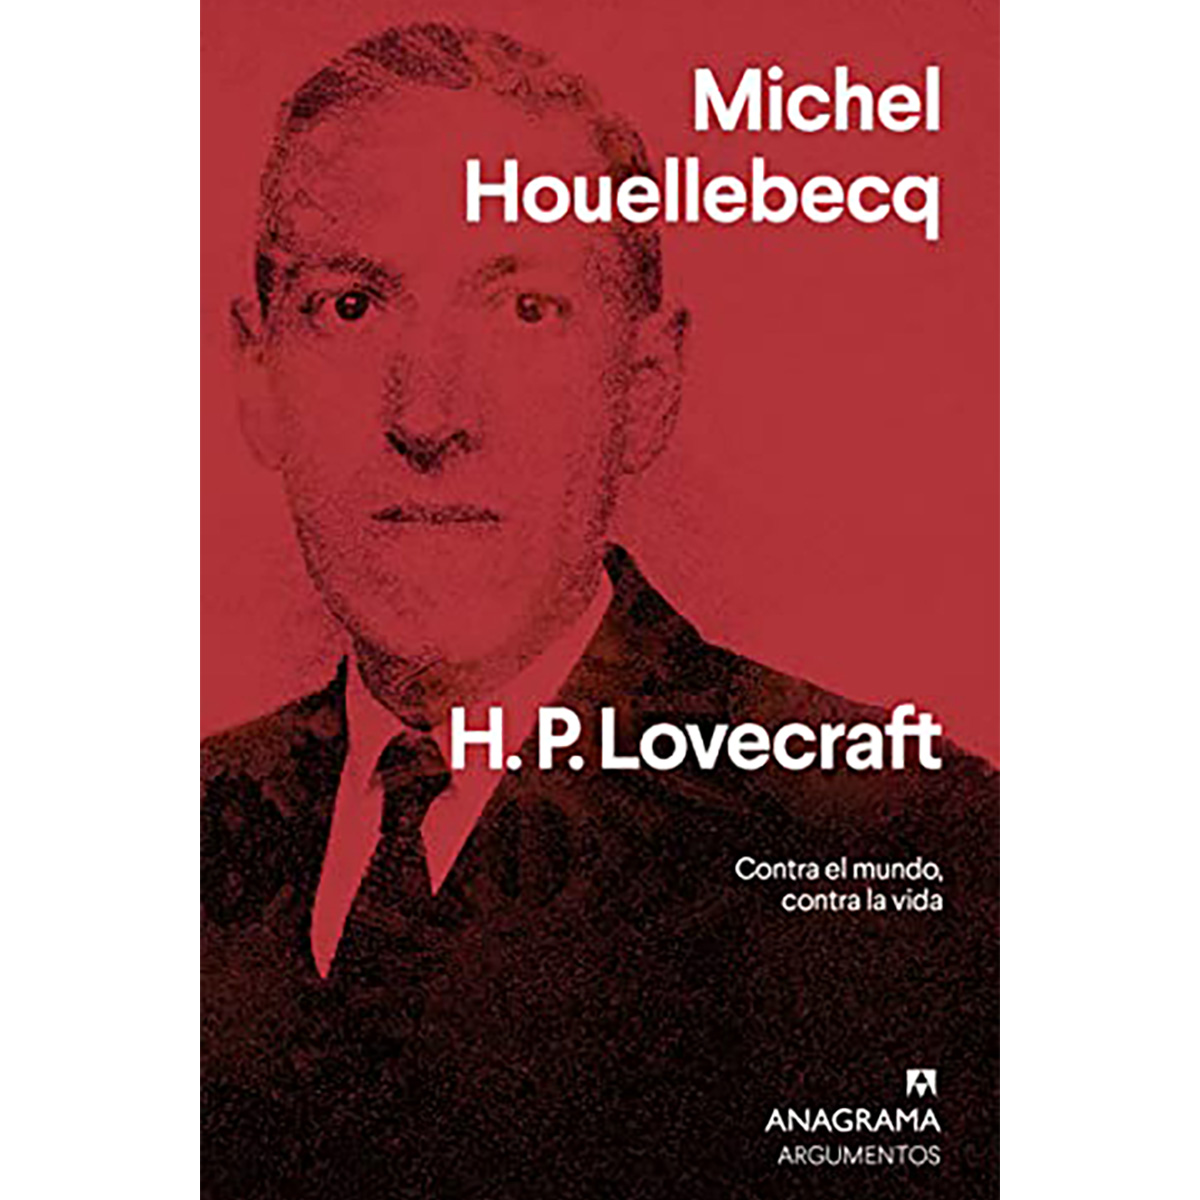 Michel
Houellebecq
H. P. Lovecraft
Contra el mundo,
contra la vida
ANAGRAMA
ARGUMENTOS